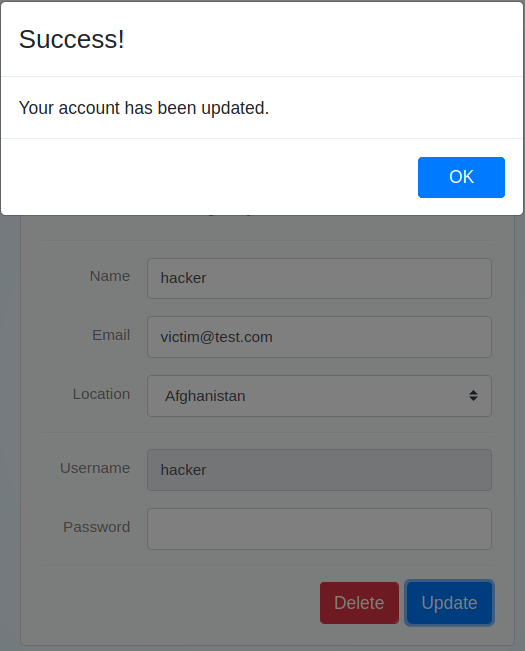 Success!
Your account has been updated.
OK
Name hacker
Email victim@test.com
Location Afghanistan
Username hacker
Password
Delete Update